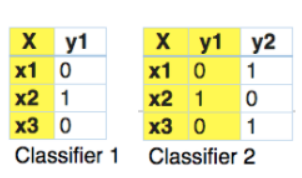 X y1
x1 0
x2 1
x3 0
Classifier 1
X y1 y2
x1 0 1
x2 1 0
x3 0 1
Classifier 2